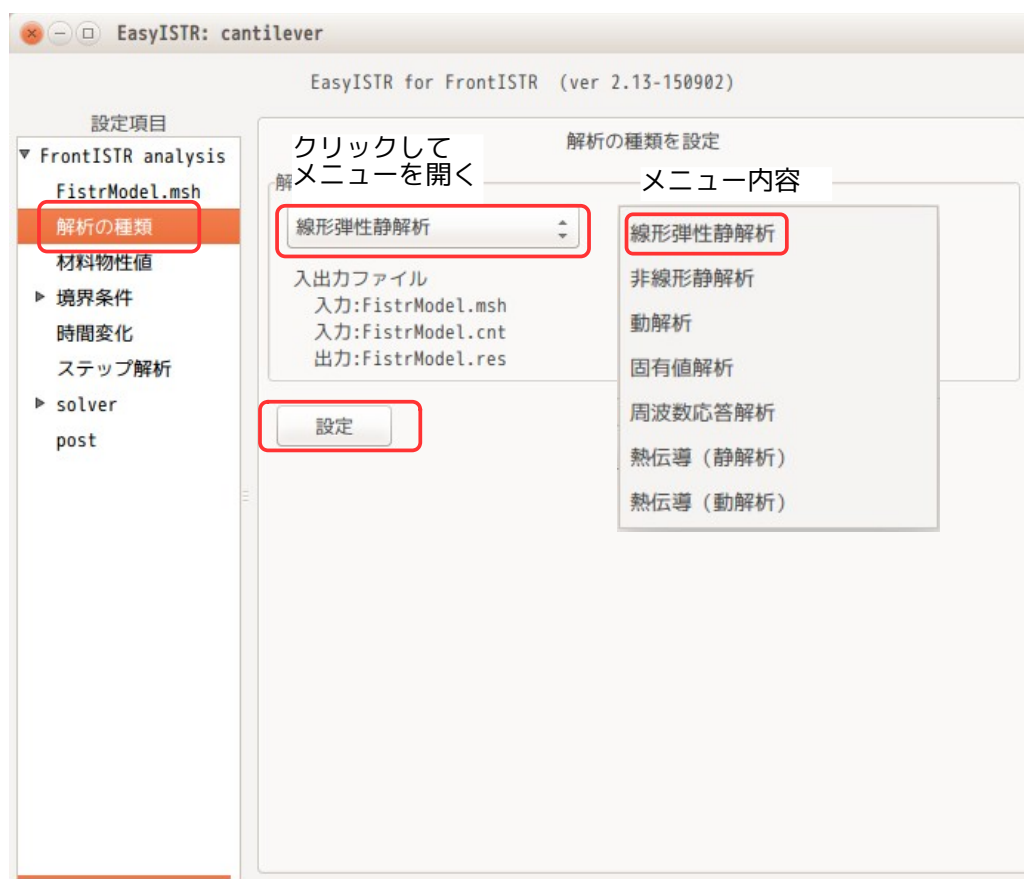 EasyISTR: cantilever
EasyISTR for FrontISTR (ver 2.13-150902)
設定項目
FrontISTR analysis
FistrModel.msh
解析の種類
材料物性値
境界条件
時間変化
ステップ解析
solver
post
解析の種類を設定
クリックして
メニューを開く
解
線形弾性静解析
入出力ファイル
入力:FistrModel.msh
入力:FistrModel.cnt
出力:FistrModel.res
設定
メニュー内容
線形弾性静解析
非線形静解析
動解析
固有値解析
周波数応答解析
熱伝導(静解析)
熱伝導(動解析)